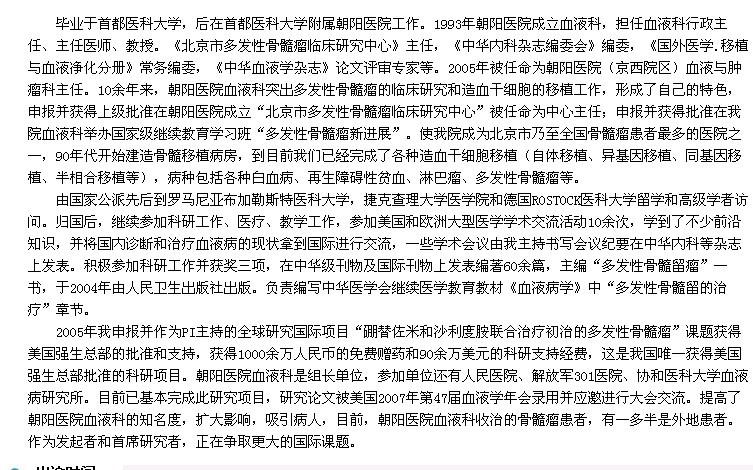 毕业于首都医科大学，后在首都医科大学附属朝阳医院工作。1993年朝阳医院成立血液科，担任血液科行政主
任、主任医师、教授。《北京市多发性骨髓瘤临床研究中心》主任，《中华内科杂志编委会》编委，《国外医学.移植
与血液净化分册》常务编委，《中华血液学杂志》论文评审专家等。2005年被任命为朝阳医院（京西院区）血液与肿
瘤科主任。10余年来，朝阳医院血液科突出多发性骨髓瘤的临床研究和造血干细胞的移植工作，形成了自己的特色，
申报并获得上级批准在朝阳医院成立“北京市多发性骨髓瘤临床研究中心”被任命为中心主任；申报并获得批准在我
院血液科举办国家级继续教育学习班“多发性骨髓瘤新进展”。使我院成为北京市乃至全国骨髓瘤患者最多的医院之
一，90年代开始建造骨髓移植病房，到目前我们已经完成了各种造血干细胞移植（自体移植、异基因移植、同基因移
植、半相合移植等），病种包括各种白血病、再生障碍性贫血、淋巴瘤、多发性骨髓瘤等。
由国家公派先后到罗马尼亚布加勒斯特医科大学，捷克查理大学医学院和德国ROSTOCK医科大学留学和高级学者访
问。归国后，继续参加科研工作、医疗、教学工作，参加美国和欧洲大型医学学术交流活动10余次，学到了不少前沿
知识，并将国内诊断和治疗血液病的现状拿到国际进行交流，一些学术会议由我主持书写会议纪要在中华内科等杂志
上发表。积极参加科研工作并获奖三项，在中华级刊物及国际刊物上发表编著60余篇，主编“多发性骨髓留瘤”一
书，于2004年由人民卫生出版社出版。负责编写中华医学会继续医学教育教材《血液病学》中“多发性骨髓留的治
疗”章节。
2005年我申报并作为PI主持的全球研究国际项目“硼替佐米和沙利度胺联合治疗初治的多发性骨髓瘤”课题获得
美国强生总部的批准和支持，获得1000余万人民币的免费赠药和90余万美元的科研支持经费，这是我国唯一获得美国
强生总部批准的科研项目。朝阳医院血液科是组长单位，参加单位还有人民医院、解放军301医院、协和医科大学血液
病研究所。目前已基本完成此研究项目，研究论文被美国2007年第47届血液学年会录用并应邀进行大会交流。提高了
朝阳医院血液科的知名度，扩大影响，吸引病人，目前，朝阳医院血液科收治的骨髓瘤患者，有一多半是外地患者。
作为发起者和首席研究者，正在争取更大的国际课题。